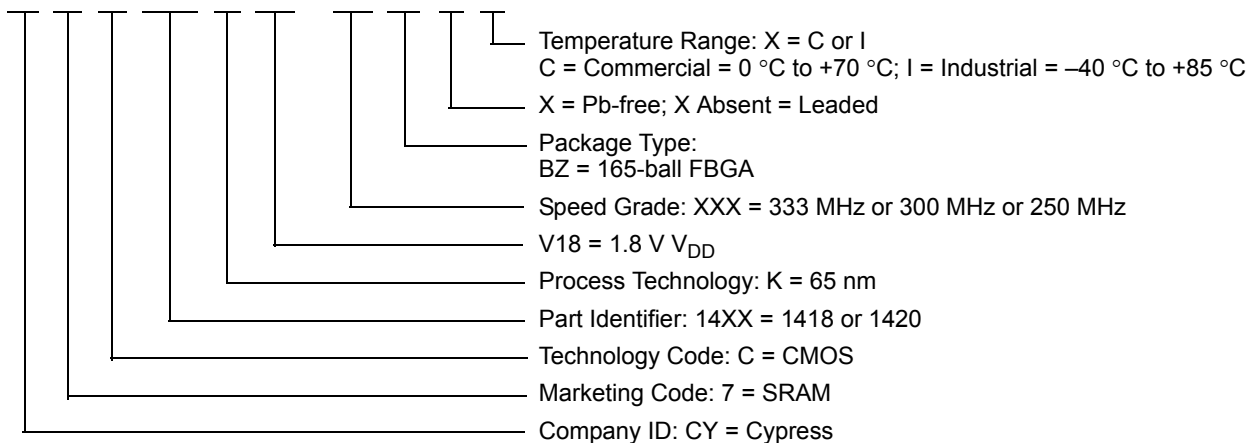 Temperature Range: X = C or I
C = Commercial = 0 °C to +70 °C; I = Industrial = –40 °C to +85 °C
X = Pb-free; X Absent = Leaded
Package Type:
BZ = 165-ball FBGA
Speed Grade: XXX = 333 MHz or 300 MHz or 250 MHz
V18 = 1.8 V VDD
Process Technology: K = 65 nm
Part Identifier: 14XX = 1418 or 1420
Technology Code: C = CMOS
Marketing Code: 7 = SRAM
Company ID: CY = Cypress